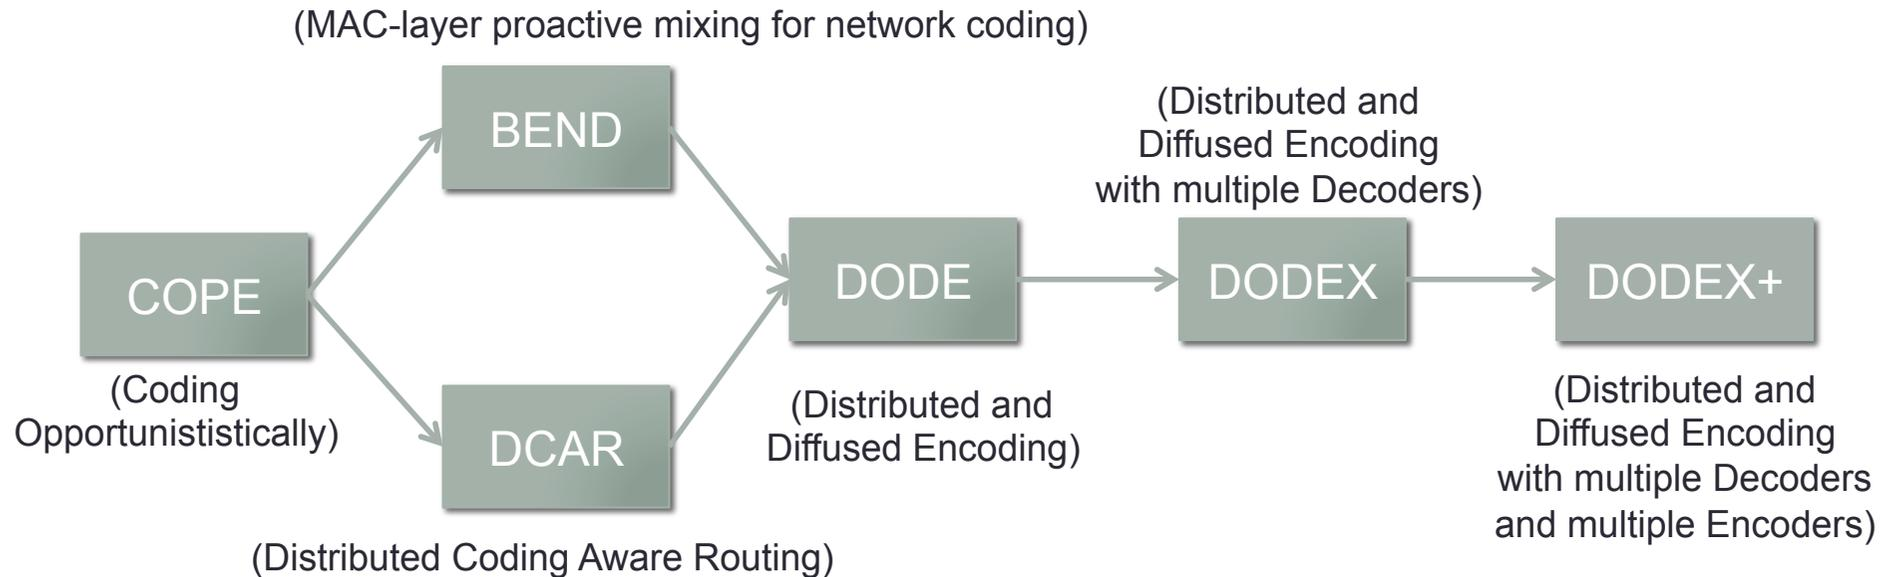 (MAC-layer proactive mixing for network coding)
BEND
COPE
(Coding
Opportunististically)
DCAR
(Distributed Coding Aware Routing)
DODE
(Distributed and
Diffused Encoding)
(Distributed and
Diffused Encoding
with multiple Decoders)
DODEX
DODEX+
(Distributed and
Diffused Encoding
with multiple Decoders
and multiple Encoders)